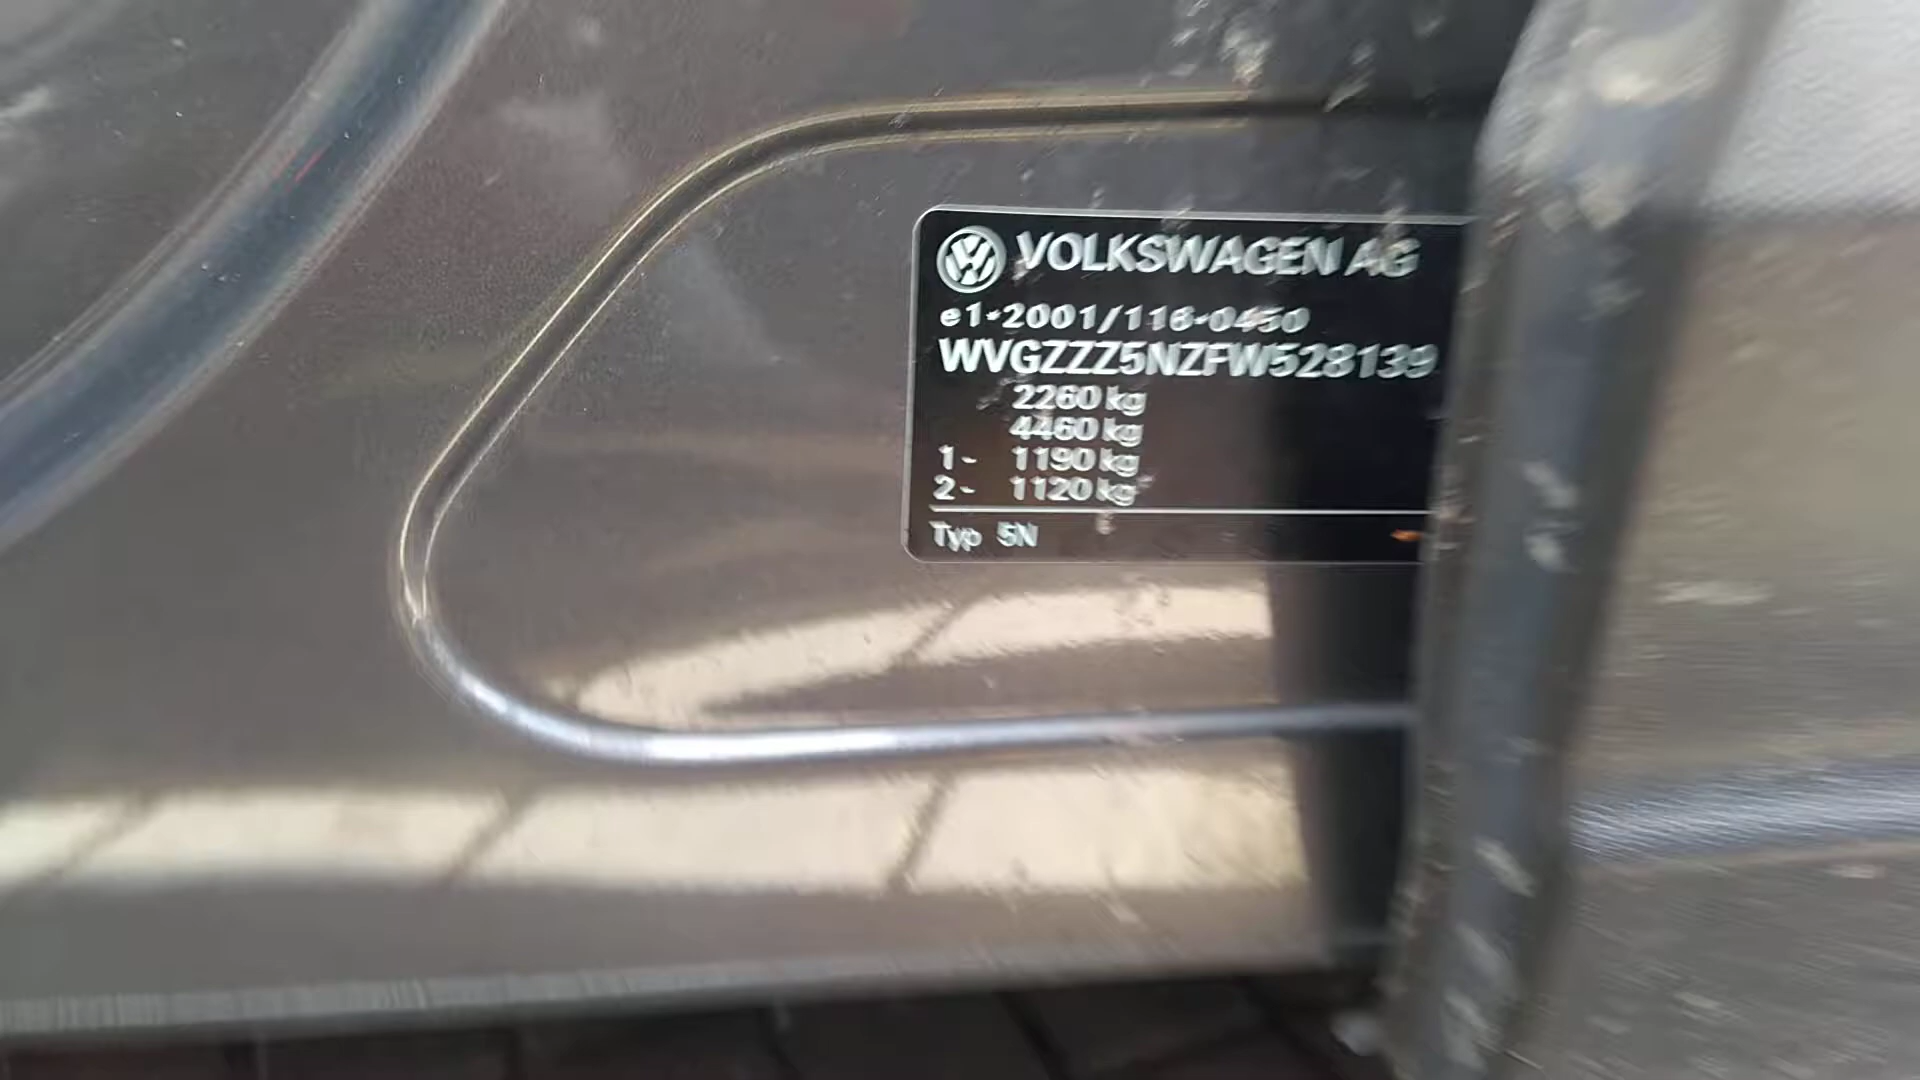 VOLKSWAGEN AG
e1*2001/116*0450
WVGZZZ5NZFW528139
2260 kg
4460 kg
1- 1190 kg
2- 1120 kg
Typ 5N